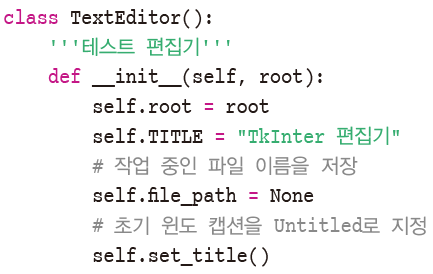 class TextEditor():
    '''테스트 편집기'''
    def __init__(self, root):
        self.root = root
        self.TITLE = "TkInter 편집기"
        # 작업 중인 파일 이름을 저장
        self.file_path = None
        # 초기 윈도 캡션을 Untitled로 지정
        self.set_title()